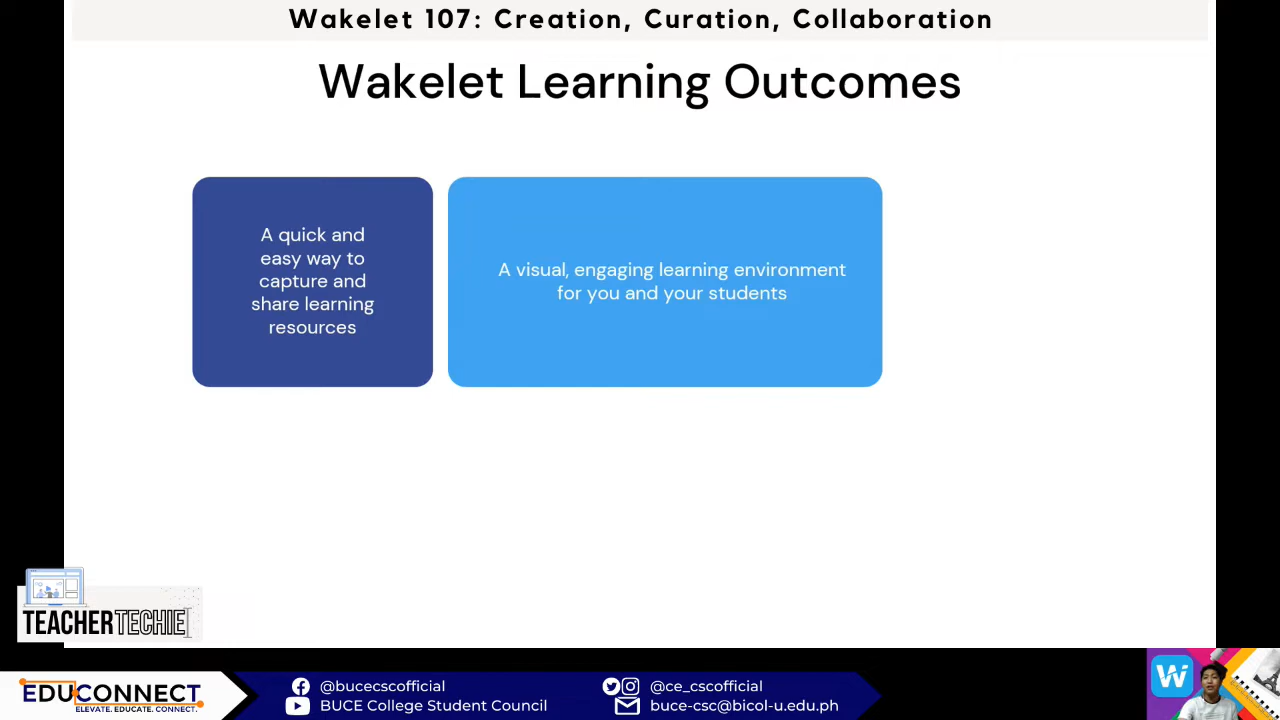 Wakelet 107: Creation, Curation, Collaboration
Wakelet Learning Outcomes
A quick and
easy way to
capture and
share learning
resources
A visual, engaging learning environment
for you and your students
TEACHERTECHIE
EDUCONNECT
ELEVATE. EDUCATE. CONNECT.
@bucecscofficial
BUCE College Student Council
@ce_cscofficial
buce-csc@bicol-u.edu.ph
W